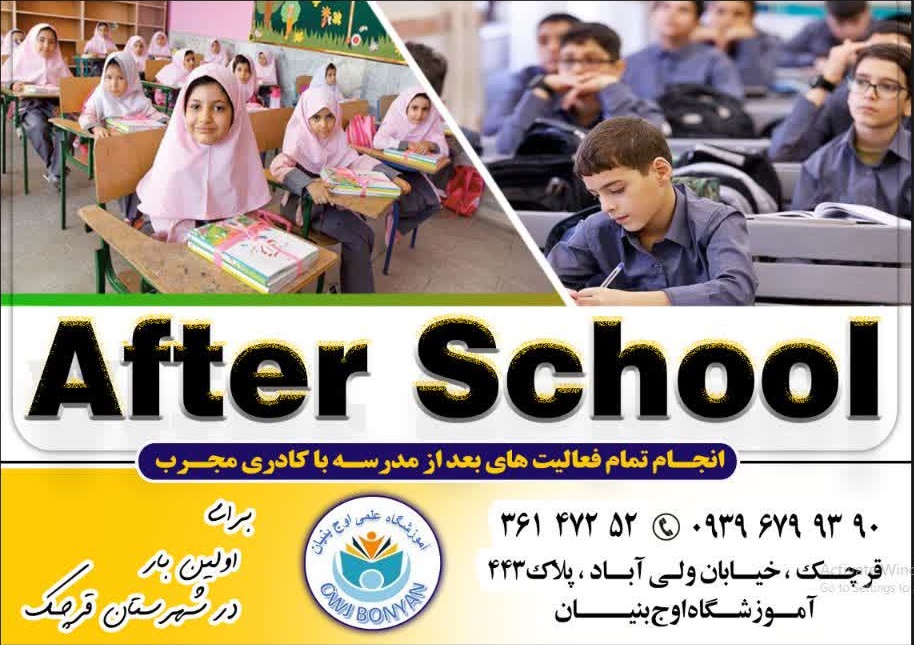 After School
انجام تمام فعالیت های بعد از مدرسه با کادری مجرب
برای
اولین بار
در شهرستان قرچک
آموزشگاه علمی اوج بنیان
OWJ BONYAN
۰۹۳۹ ۶۷۹ ۹۳ ۹۰ ۳۶۱ ۴۷۲ ۵۲
قرچک ، خیابان ولی آباد ، پلاک ۴۴۳
آموزشگاه اوج بنیان